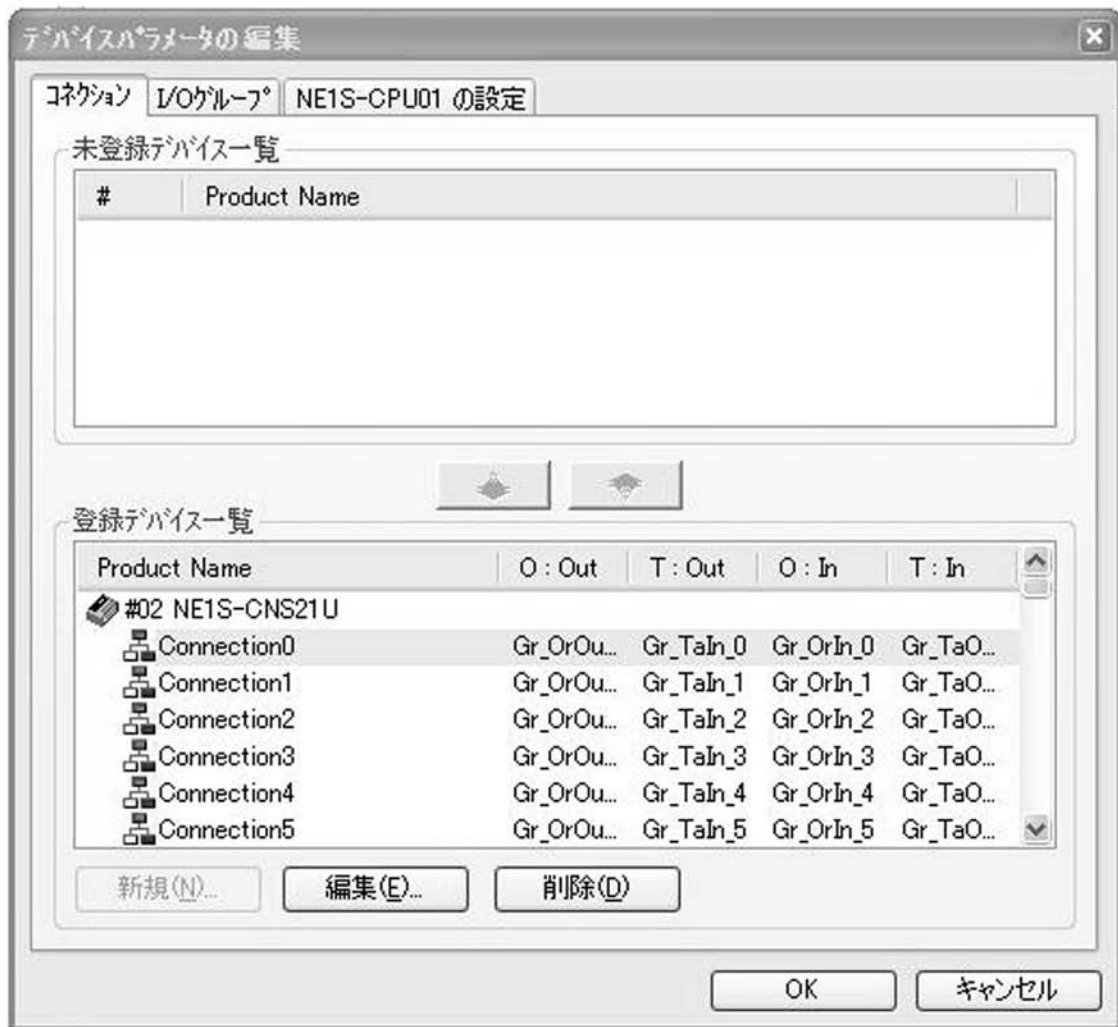 デバイスパラメータの編集
コネクション I/Oグループ NE1S-CPU01 の設定
未登録デバイス一覧
# Product Name
登録デバイス一覧
Product Name O : Out T : Out O : In T : In
#02 NE1S-CNS21U
Connection0 Gr_OrOu... Gr_TaIn_0 Gr_OrIn_0 Gr_TaO...
Connection1 Gr_OrOu... Gr_TaIn_1 Gr_OrIn_1 Gr_TaO...
Connection2 Gr_OrOu... Gr_TaIn_2 Gr_OrIn_2 Gr_TaO...
Connection3 Gr_OrOu... Gr_TaIn_3 Gr_OrIn_3 Gr_TaO...
Connection4 Gr_OrOu... Gr_TaIn_4 Gr_OrIn_4 Gr_TaO...
Connection5 Gr_OrOu... Gr_TaIn_5 Gr_OrIn_5 Gr_TaO...
新規(N)... 編集(E)... 削除(D)
OK キャンセル